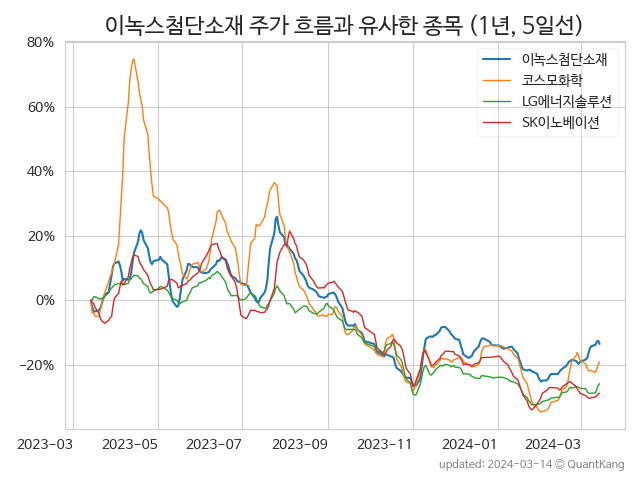 이녹스첨단소재 주가 흐름과 유사한 종목 (1년, 5일선)
80%
60%
40%
20%
0%
−20%
이녹스첨단소재
코스모화학
LG에너지솔루션
SK이노베이션
2023-03 2023-05 2023-07 2023-09 2023-11 2024-01 2024-03
updated: 2024-03-14 © QuantKang